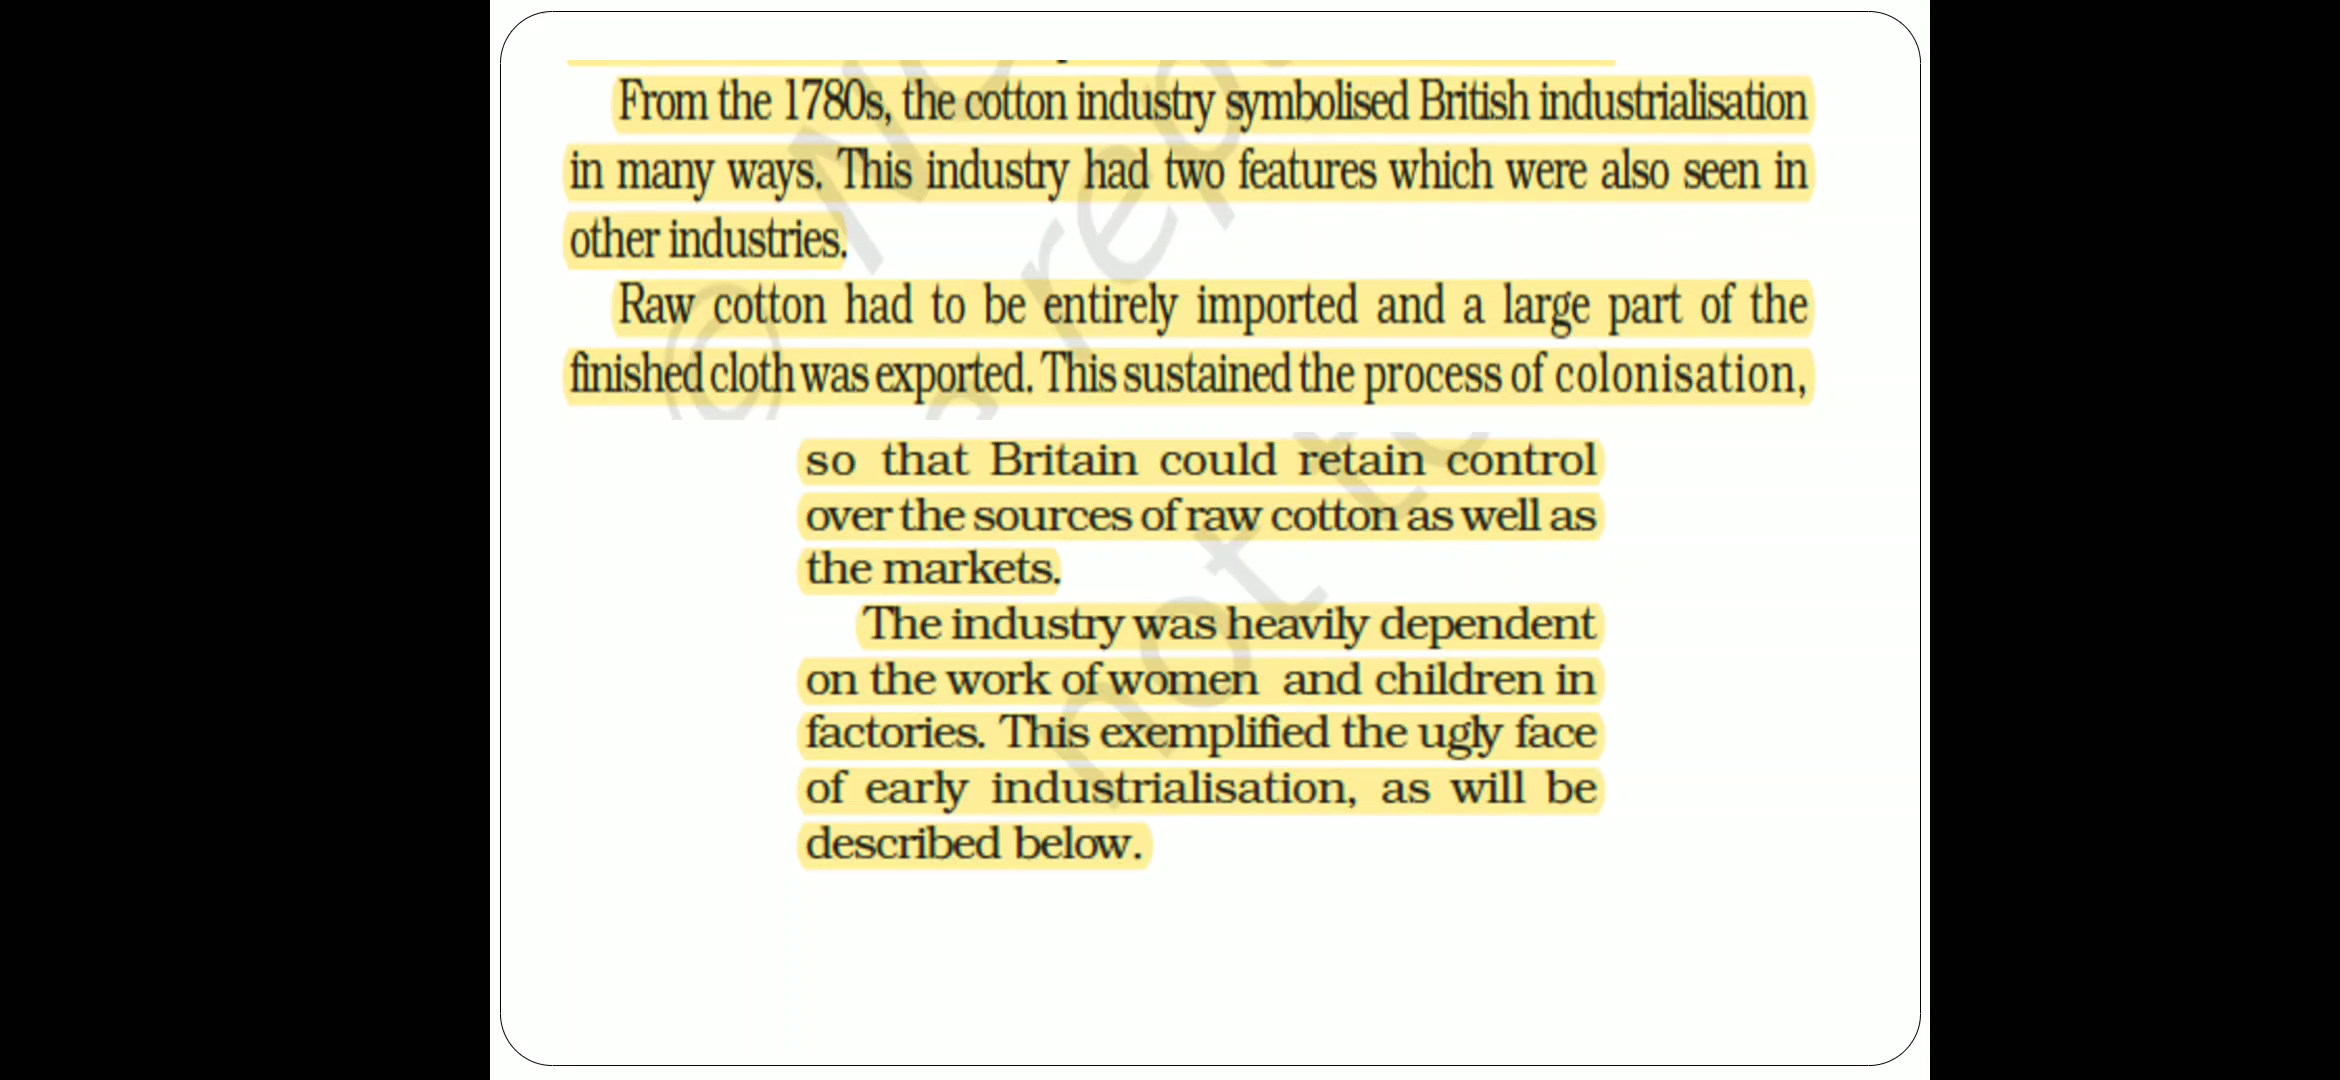 From the 1780s, the cotton industry symbolised British industrialisation
in many ways. This industry had two features which were also seen in
other industries.
Raw cotton had to be entirely imported and a large part of the
finished cloth was exported. This sustained the process of colonisation,
so that Britain could retain control
over the sources of raw cotton as well as
the markets.
The industry was heavily dependent
on the work of women and children in
factories. This exemplified the ugly face
of early industrialisation, as will be
described below.